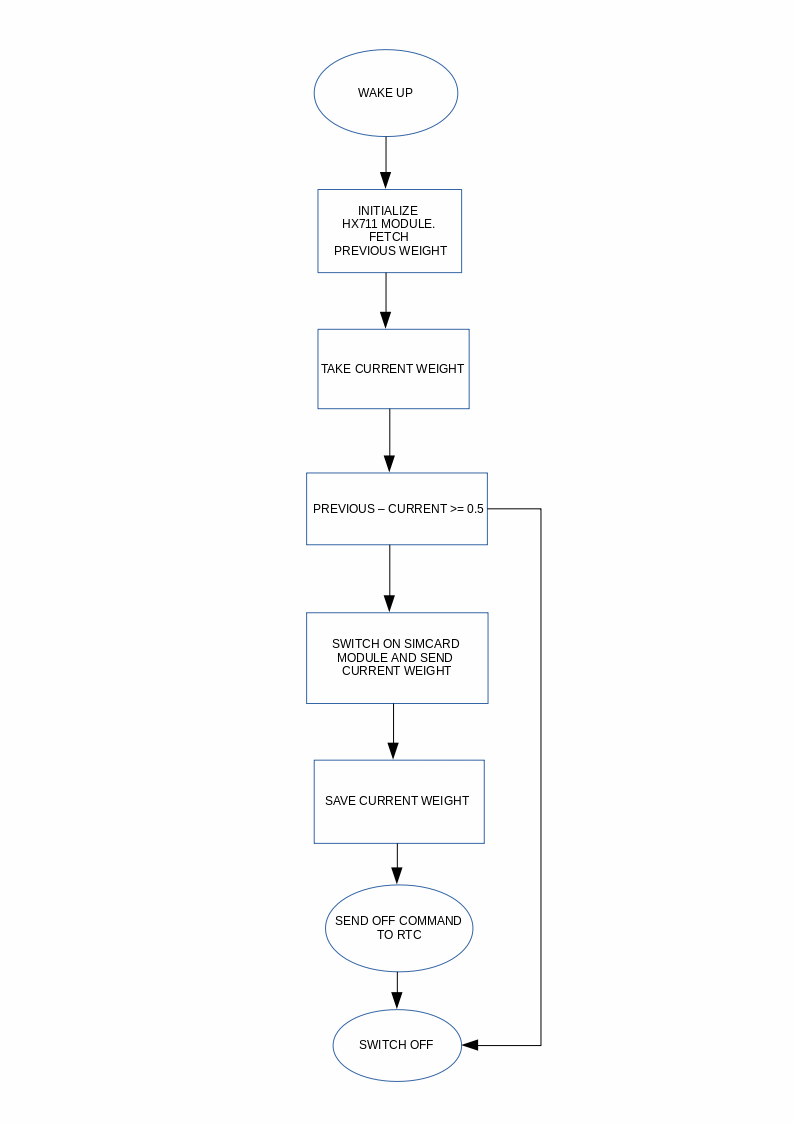 WAKE UP
INITIALIZE
HX711 MODULE.
FETCH
PREVIOUS WEIGHT
TAKE CURRENT WEIGHT
PREVIOUS – CURRENT >= 0.5
SWITCH ON SIMCARD
MODULE AND SEND
CURRENT WEIGHT
SAVE CURRENT WEIGHT
SEND OFF COMMAND
TO RTC
SWITCH OFF